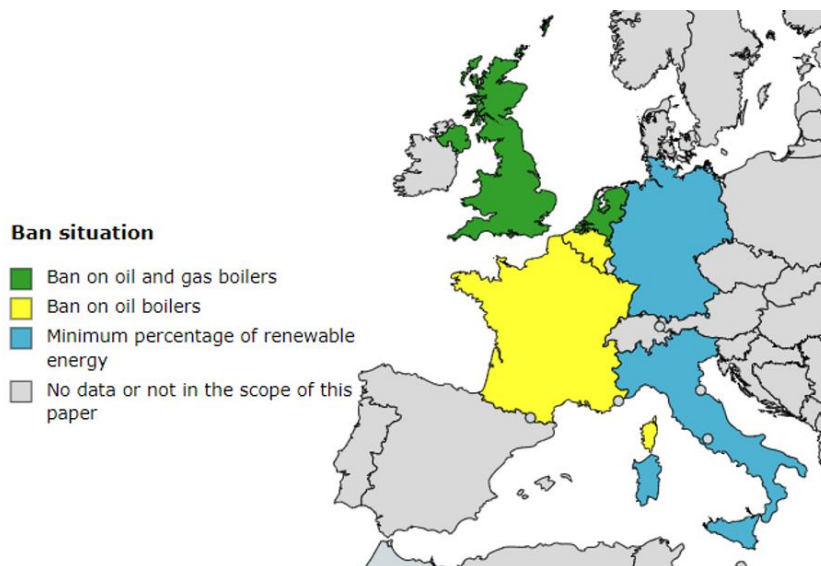 Ban situation
Ban on oil and gas boilers
Ban on oil boilers
Minimum percentage of renewable
energy
No data or not in the scope of this
paper